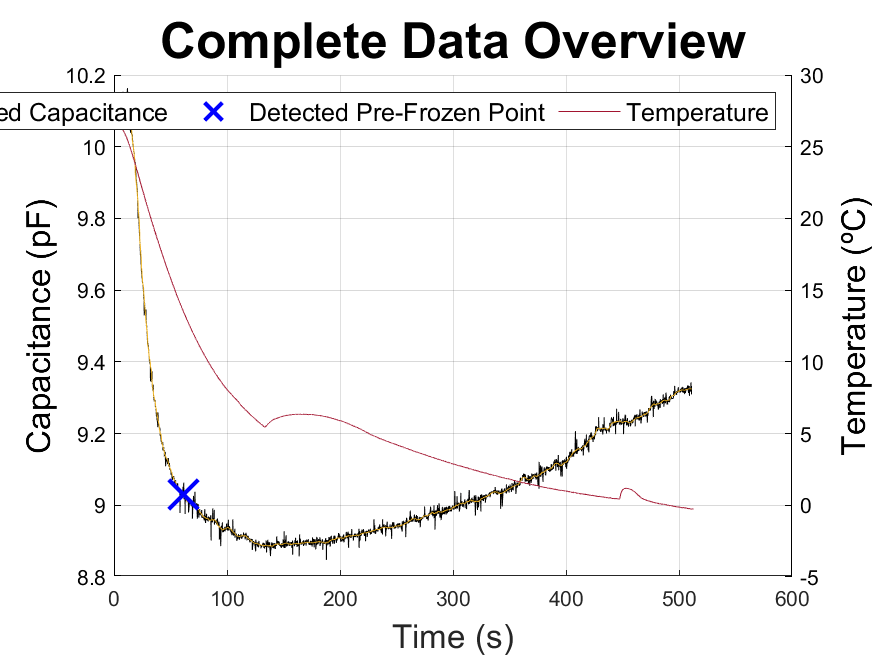 Complete Data Overview
ed Capacitance Detected Pre-Frozen Point Temperature
10.2
10
9.8
9.6
9.4
9.2
9
8.8
Capacitance (pF)
30
25
20
15
10
5
0
-5
Temperature (ºC)
0 100 200 300 400 500 600
Time (s)